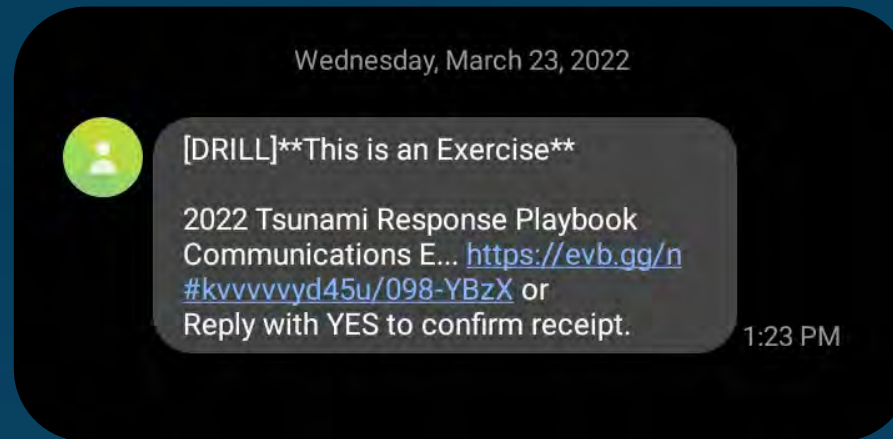 Wednesday, March 23, 2022
[DRILL]**This is an Exercise**
2022 Tsunami Response Playbook
Communications E... https://evb.gg/n
#kvvvvvyd45u/098-YBzX or
Reply with YES to confirm receipt.
1:23 PM